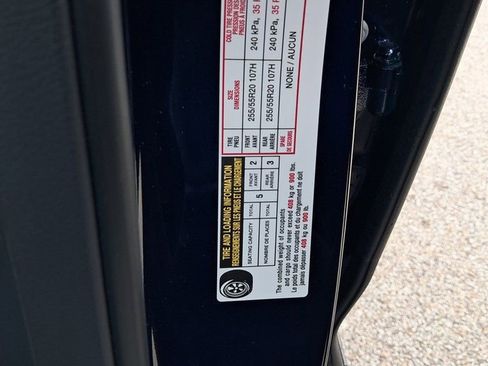 TIRE AND LOADING INFORMATION
RENSEIGNEMENTS SUR LES PNEUS ET LE CHARGEMENT
SEATING CAPACITY TOTAL 5 FRONT 2 REAR 3
NOMBRE DE PLACES TOTAL AVANT ARRIÈRE
The combined weight of occupants
and cargo should never exceed 408 kg or 900 lbs.
Le poids total des occupants et du chargement ne doit
jamais dépasser 408 kg ou 900 lb.
TIRE SIZE COLD TIRE
PNEU DIMENSIONS
FRONT 255/55R20 107H 240 kPa, 35
AVANT
REAR 255/55R20 107H 240 kPa, 35
ARRIÈRE
SPARE NONE / AUCUN
DE SECOURS